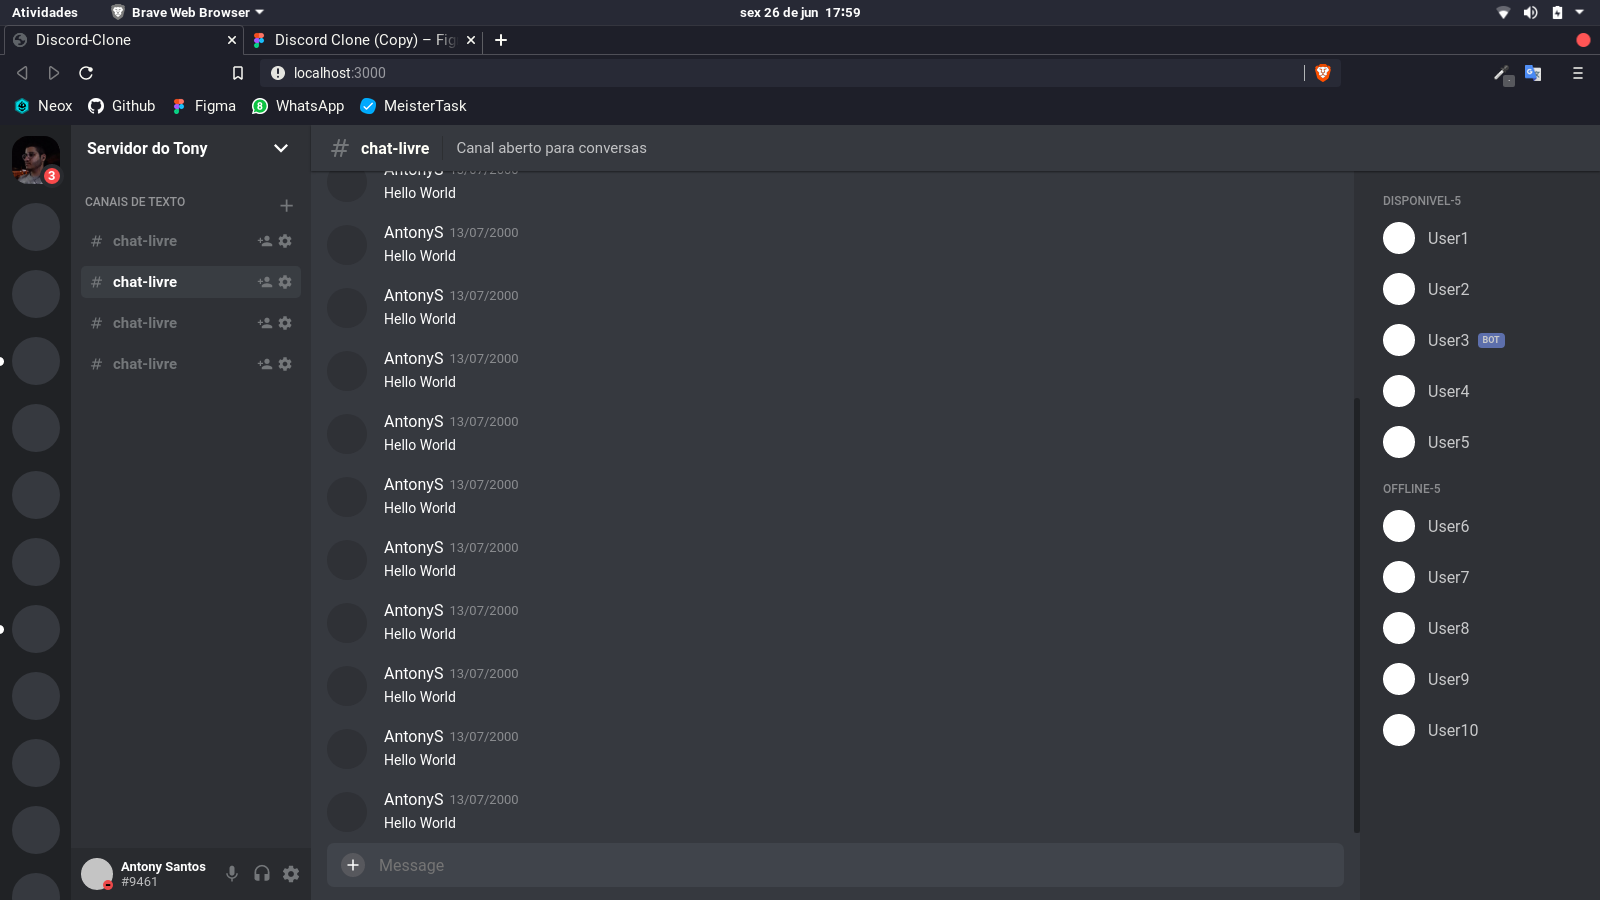 Atividades
Brave Web Browser
sex 26 de jun 17:59
Discord-Clone
Discord Clone (Copy) – Fig
localhost:3000
Neox
Github
Figma
WhatsApp
MeisterTask
3
Servidor do Tony
CANAIS DE TEXTO
# chat-livre
# chat-livre
# chat-livre
# chat-livre
Antony Santos
#9461
# chat-livre
Canal aberto para conversas
AntonyS 13/07/2000
Hello World
AntonyS 13/07/2000
Hello World
AntonyS 13/07/2000
Hello World
AntonyS 13/07/2000
Hello World
AntonyS 13/07/2000
Hello World
AntonyS 13/07/2000
Hello World
AntonyS 13/07/2000
Hello World
AntonyS 13/07/2000
Hello World
AntonyS 13/07/2000
Hello World
AntonyS 13/07/2000
Hello World
AntonyS 13/07/2000
Hello World
Message
DISPONIVEL-5
User1
User2
User3 BOT
User4
User5
OFFLINE-5
User6
User7
User8
User9
User10